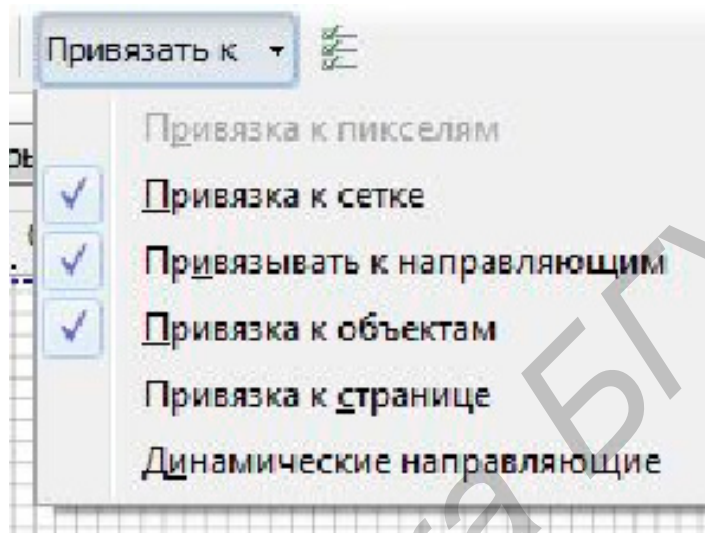 Привязать к
Привязка к пикселям
Привязка к сетке
Привязывать к направляющим
Привязка к объектам
Привязка к странице
Динамические направляющие